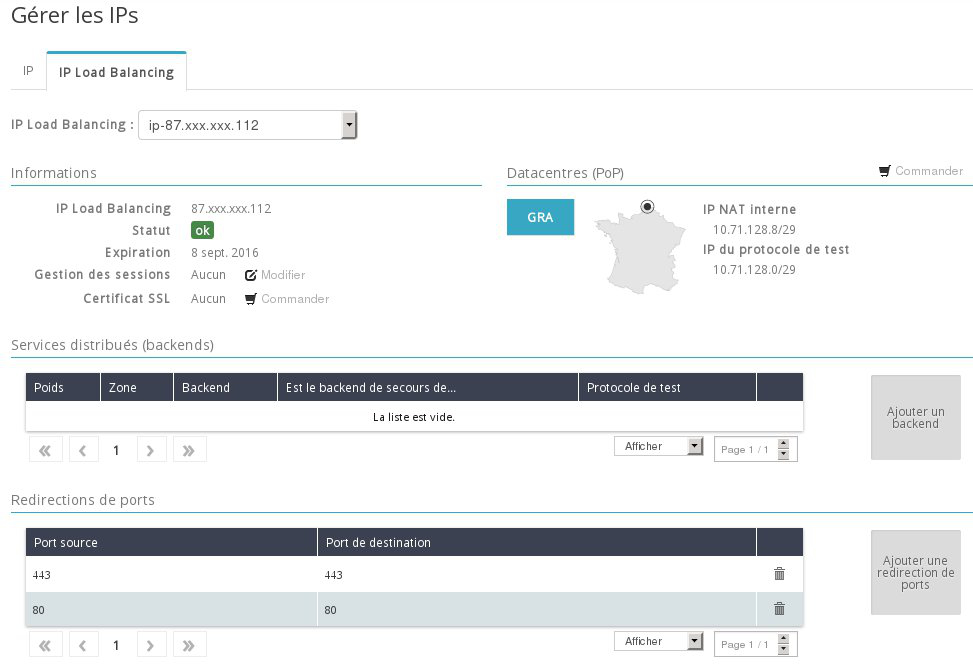 Gérer les IPs
IP
IP Load Balancing
IP Load Balancing :
ip-87.xxx.xxx.112
Informations
IP Load Balancing 87.xxx.xxx.112
Statut ok
Expiration 8 sept. 2016
Gestion des sessions Aucun Modifier
Certificat SSL Aucun Commander
Datacentres (PoP)
Commander
GRA
IP NAT interne
10.71.128.8/29
IP du protocole de test
10.71.128.0/29
Services distribués (backends)
Poids Zone Backend Est le backend de secours de... Protocole de test
La liste est vide.
« ‹ 1 › »
Afficher
Page 1 / 1
Ajouter un
backend
Redirections de ports
Port source Port de destination
443 443
80 80
« ‹ 1 › »
Afficher
Page 1 / 1
Ajouter une
redirection de
ports